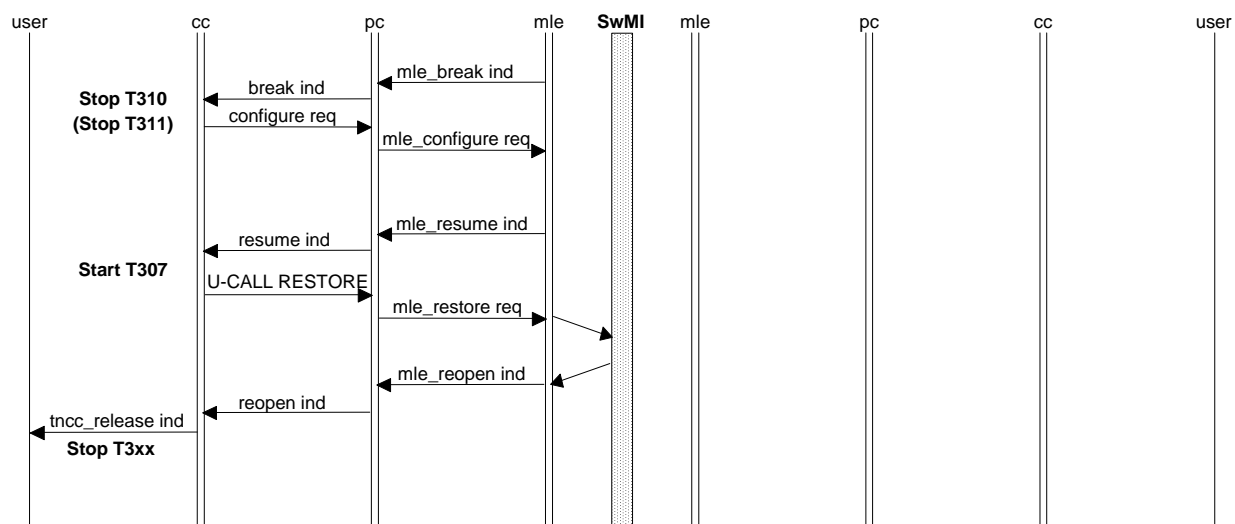 user cc pc mle SwMI mle pc cc user
mle_break ind
break ind
Stop T310
(Stop T311)
configure req
mle_configure req
mle_resume ind
resume ind
Start T307
U-CALL RESTORE
mle_restore req
mle_reopen ind
reopen ind
tncc_release ind
Stop T3xx